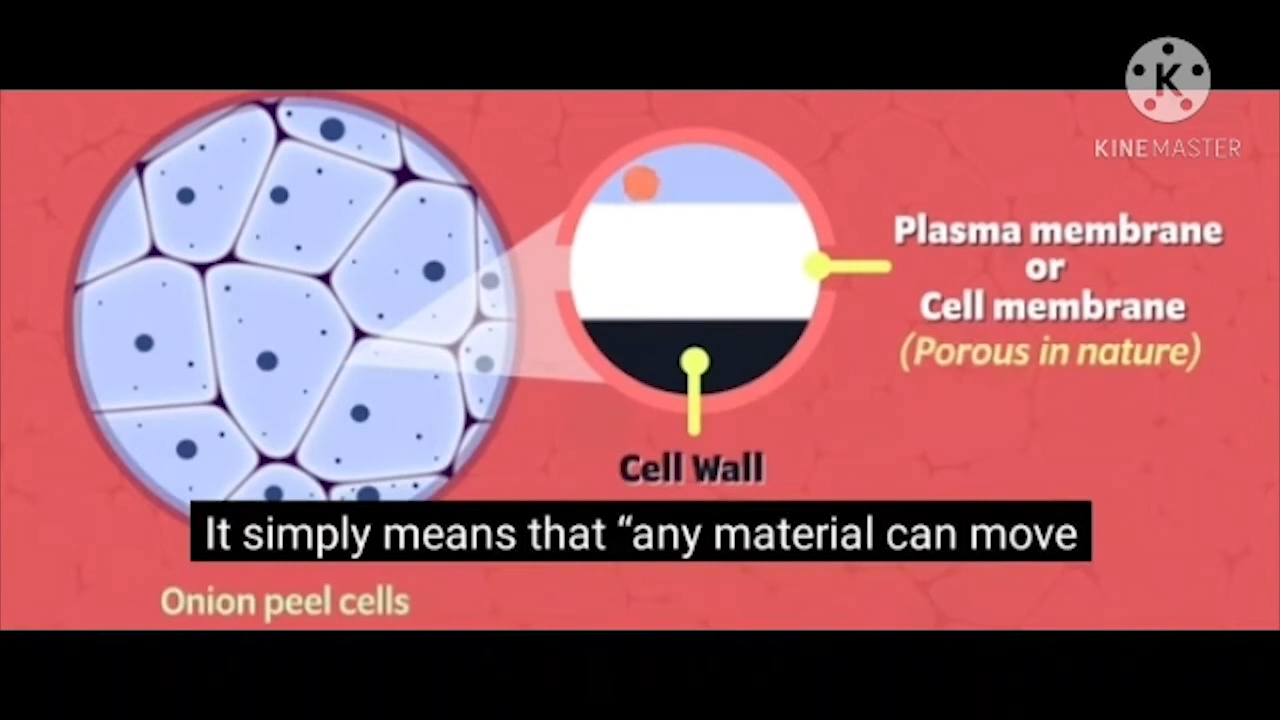 K
KINEMASTER
Plasma membrane
or
Cell membrane
(Porous in nature)
Cell Wall
It simply means that “any material can move
Onion peel cells